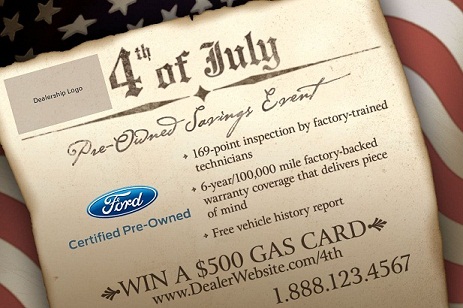 Dealership Logo
4th of July
Pre-Owned Savings Event
• 169-point inspection by factory-trained
technicians
• 6-year/100,000 mile factory-backed
warranty coverage that delivers piece
of mind
• Free vehicle history report
Ford
Certified Pre-Owned
WIN A $500 GAS CARD
www.DealerWebsite.com/4th
1.888.123.4567